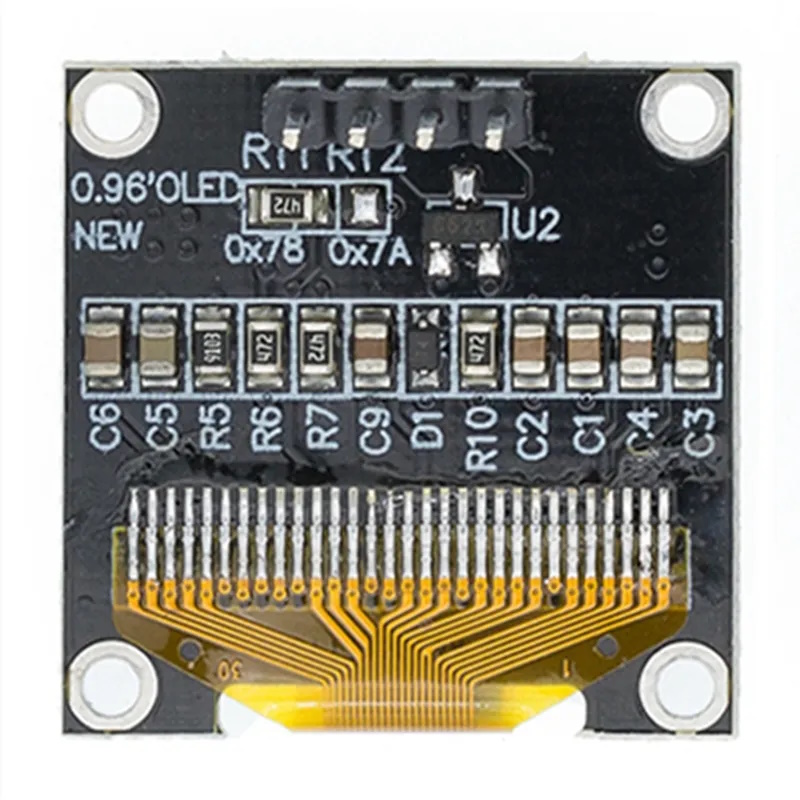 R11 R12
0.96'OLED
NEW
472
0x78 0x7A
U2
9103 472 472 472
C6 C5 R5 R6 R7 C9 D1 R10 C2 C1 C4 C3
30 1